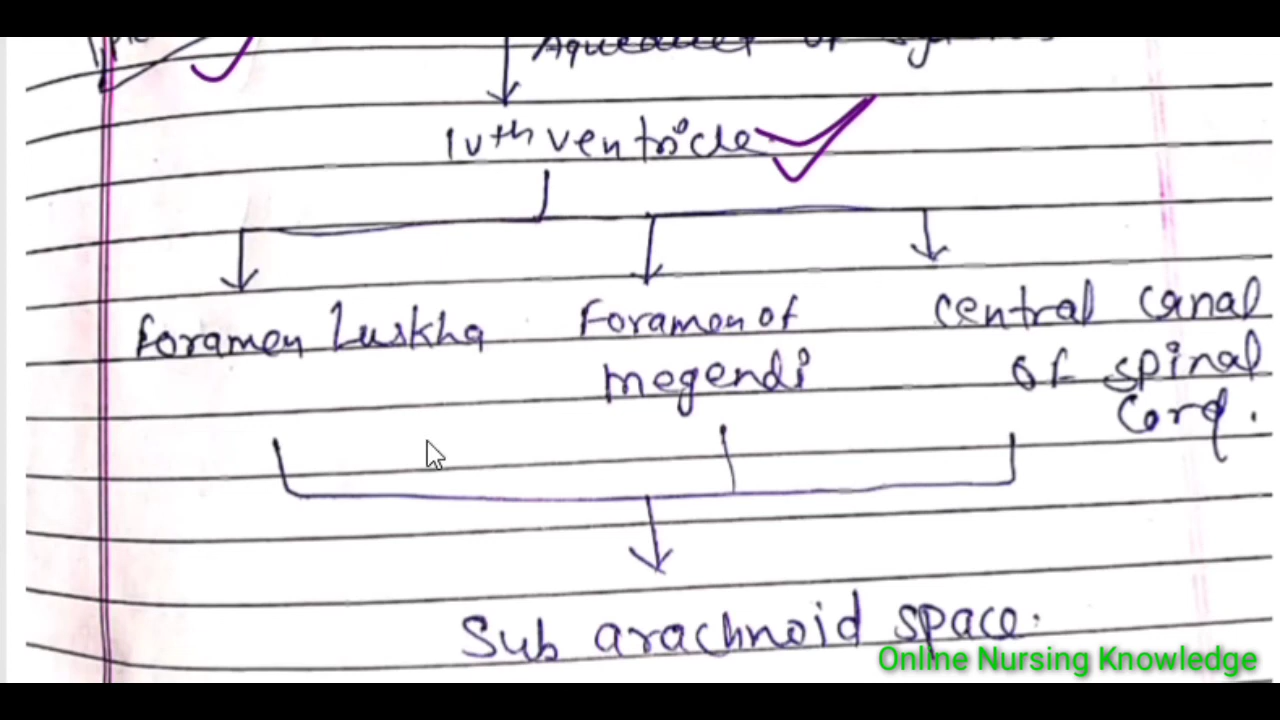 Aqueduct of
IVth ventricle
Foramen Luskha Foramen of central canal
megendi of spinal
Cord.
Sub arachnoid space.
Online Nursing Knowledge